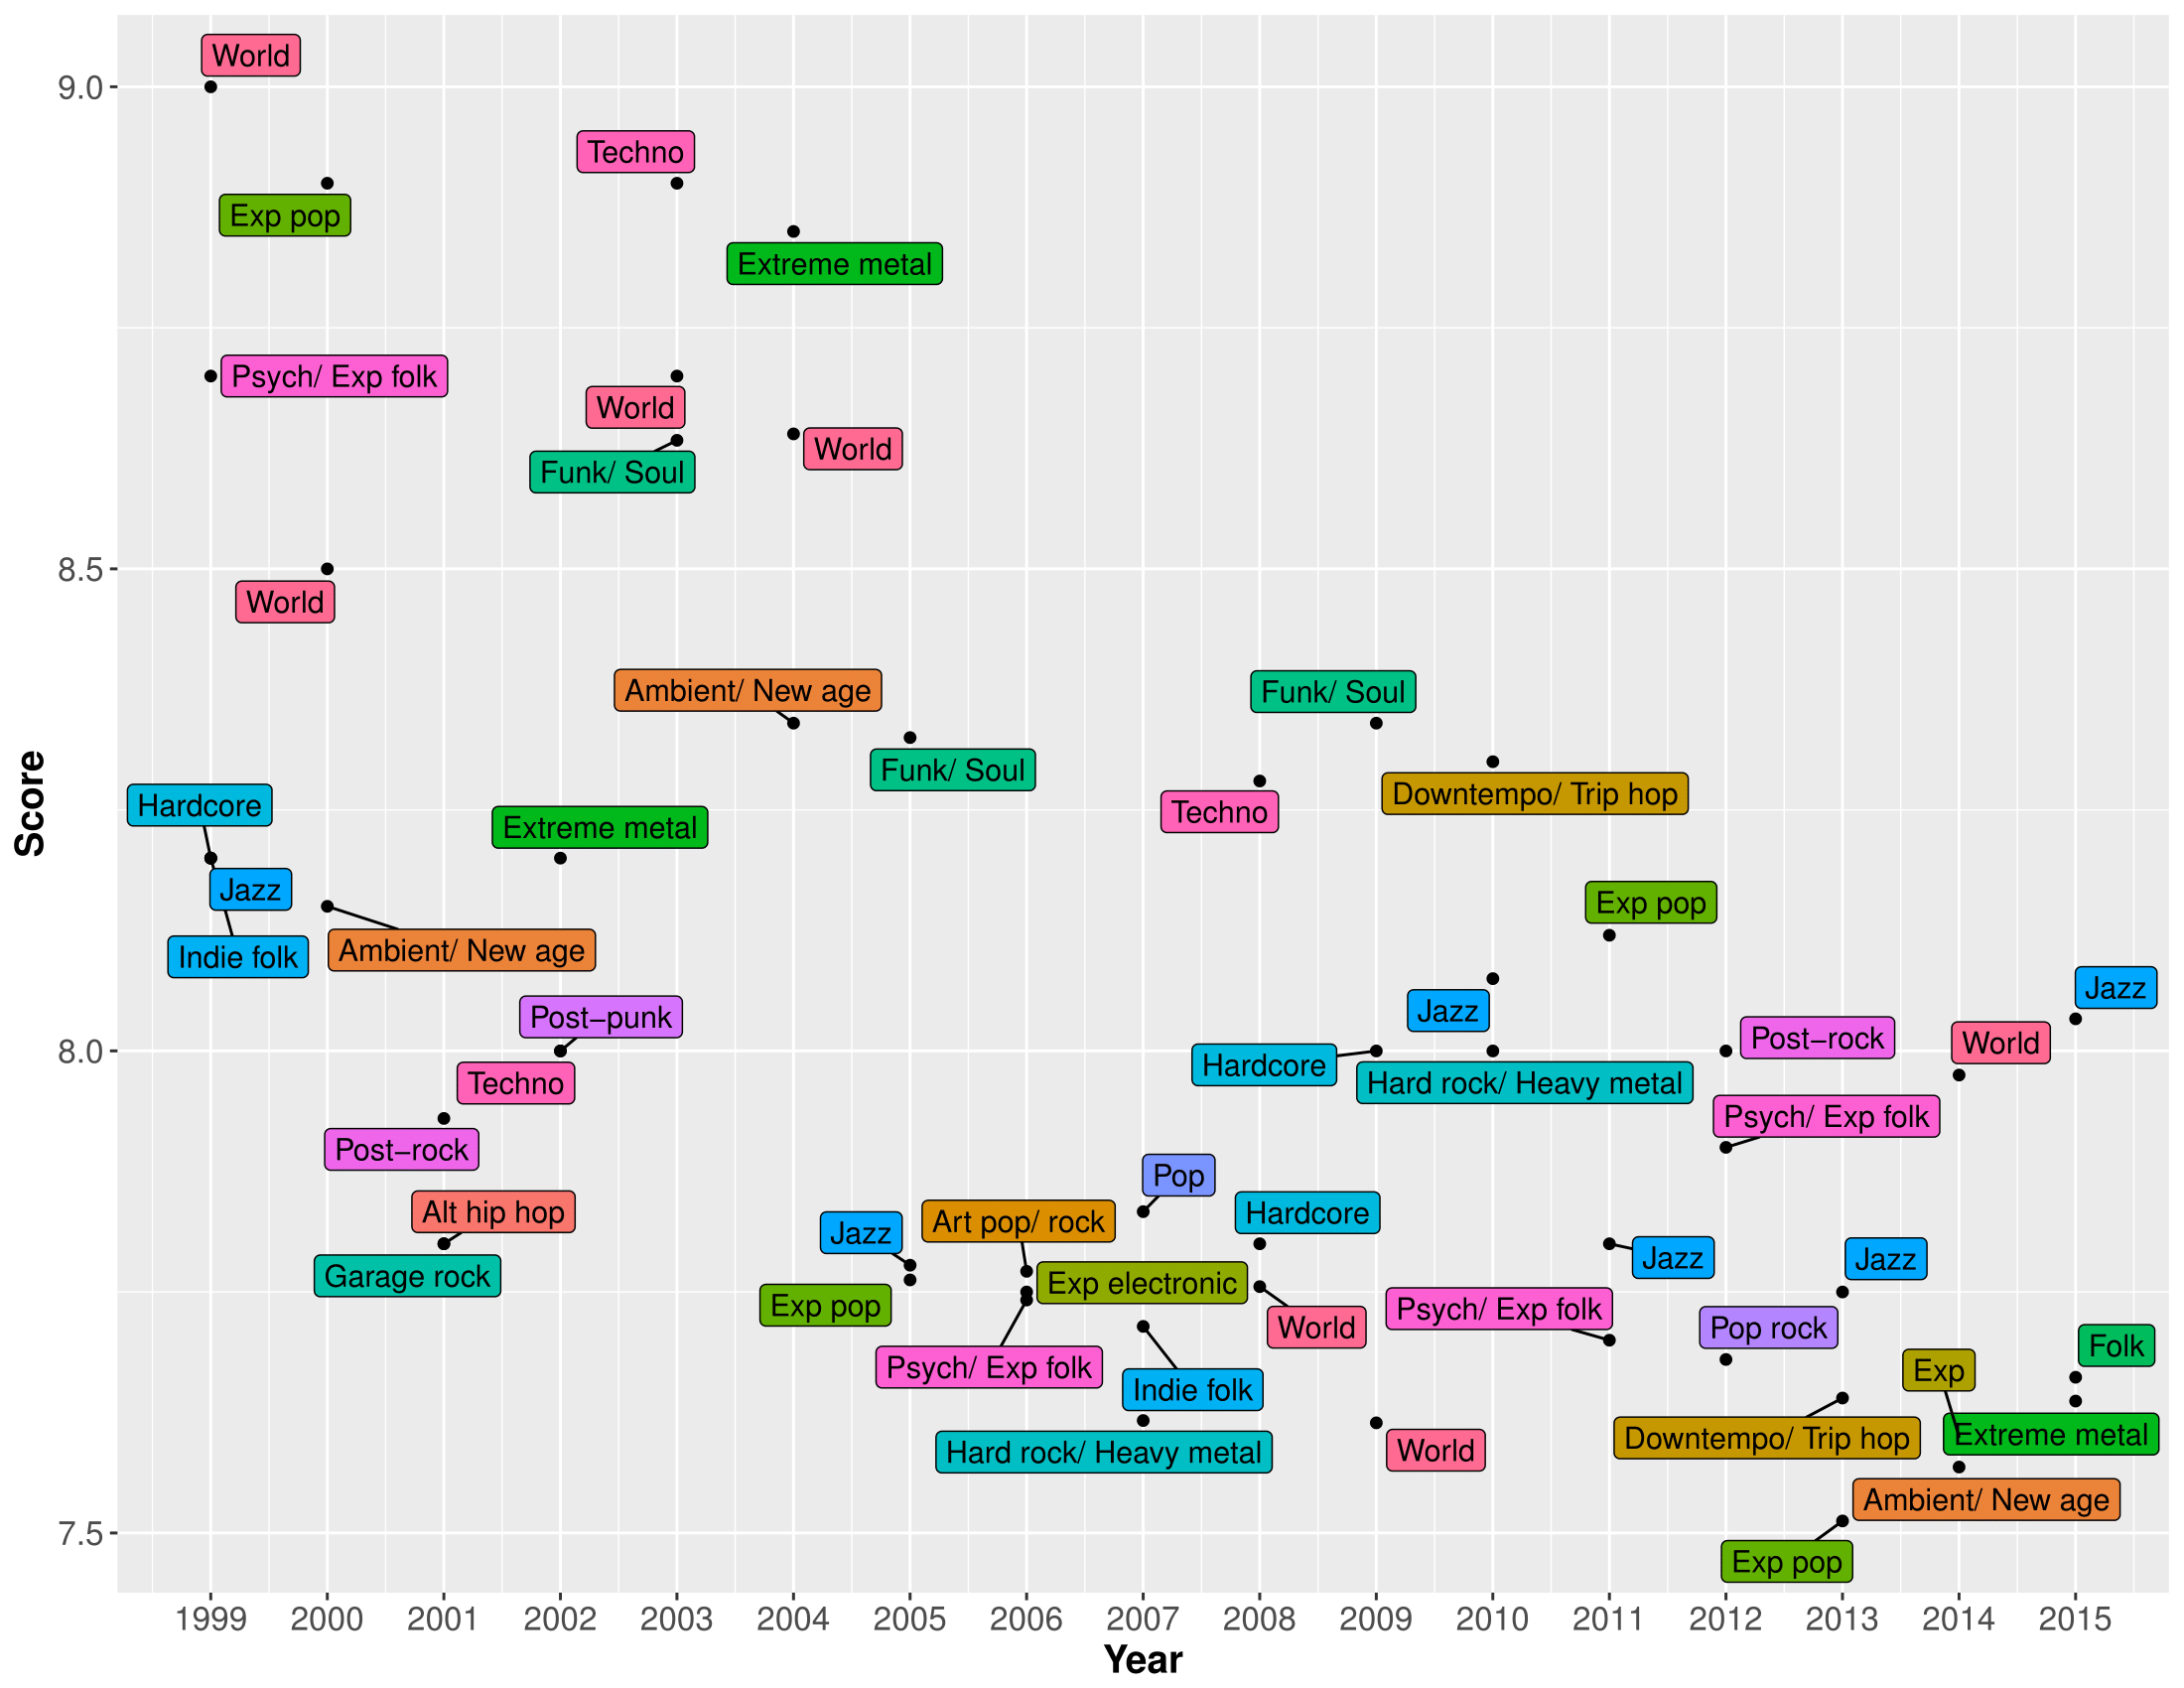 World
9.0
Techno
Exp pop
Extreme metal
Psych/ Exp folk
World
World
Funk/ Soul
8.5
World
Ambient/ New age
Funk/ Soul
Funk/ Soul
Downtempo/ Trip hop
Techno
Hardcore
Extreme metal
Jazz
Exp pop
Indie folk
Ambient/ New age
Jazz
Post–punk
Jazz
Post–rock
World
8.0
Hardcore
Techno
Hard rock/ Heavy metal
Psych/ Exp folk
Post–rock
Pop
Alt hip hop
Art pop/ rock
Hardcore
Jazz
Garage rock
Exp electronic
Jazz
Jazz
Exp pop
Psych/ Exp folk
World
Pop rock
Folk
Psych/ Exp folk
Indie folk
Exp
Hard rock/ Heavy metal
World
Downtempo/ Trip hop
Extreme metal
Ambient/ New age
7.5
Exp pop
Score
1999 2000 2001 2002 2003 2004 2005 2006 2007 2008 2009 2010 2011 2012 2013 2014 2015
Year